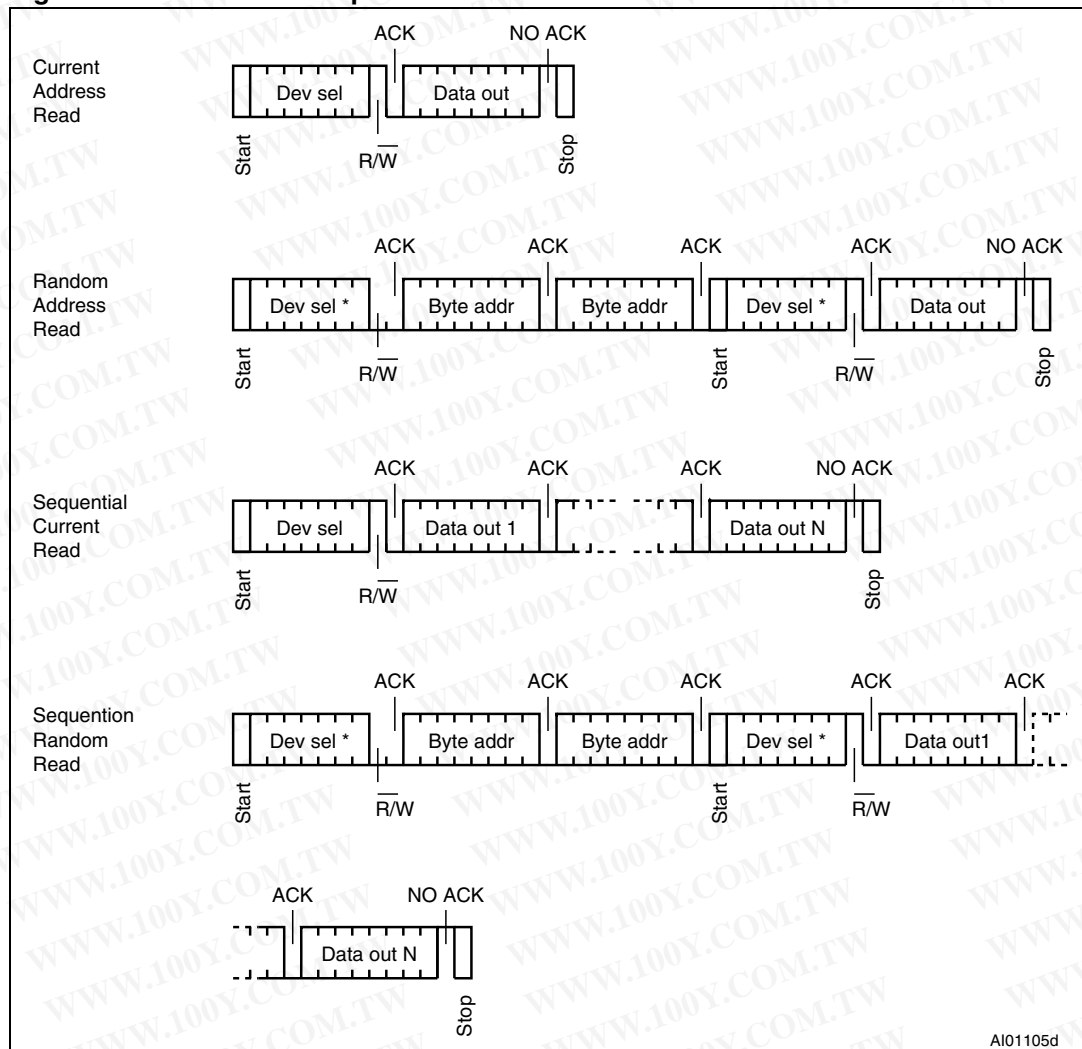 ACK NO ACK
Current
Address
Read
Dev sel Data out
Start R/W̅ Stop
ACK ACK ACK ACK NO ACK
Random
Address
Read
Dev sel * Byte addr Byte addr Dev sel * Data out
Start R/W̅ Start R/W̅ Stop
ACK ACK ACK NO ACK
Sequential
Current
Read
Dev sel Data out 1 Data out N
Start R/W̅ Stop
ACK ACK ACK ACK ACK
Sequention
Random
Read
Dev sel * Byte addr Byte addr Dev sel * Data out1
Start R̅/W Start R̅/W
ACK NO ACK
Data out N
Stop
AI01105d
WWW.100Y.COM.TW